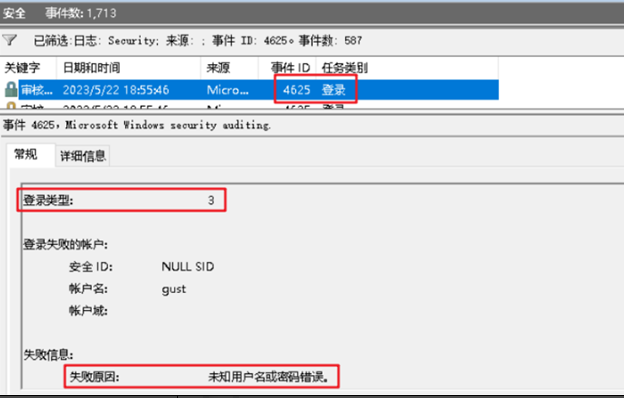 安全 事件数: 1,713
已筛选:日志: Security; 来源: ; 事件 ID: 4625。事件数: 587
关键字 日期和时间 来源 事件 ID 任务类别
审核... 2023/5/22 18:55:46 Micro... 4625 登录
事件 4625，Microsoft Windows security auditing.
常规 详细信息
登录类型: 3
登录失败的帐户:
安全 ID: NULL SID
帐户名: gust
帐户域:
失败信息:
失败原因: 未知用户名或密码错误。